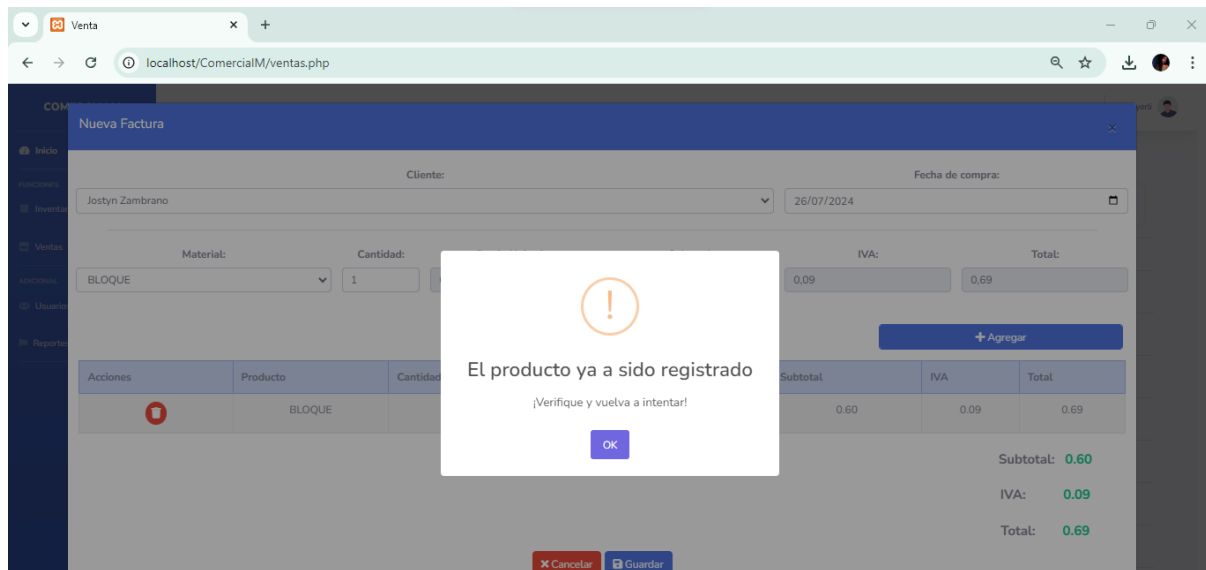 Venta
localhost/ComercialM/ventas.php
Nueva Factura
Inicio
FUNCIONES
Ventas
ADICIONAL
Cliente:
Fecha de compra:
Jostyn Zambrano
26/07/2024
Material:
Cantidad:
IVA:
Total:
BLOQUE
1
0,09
0,69
Agregar
Acciones
Producto
Subtotal
IVA
Total
BLOQUE
0.60
0.09
0.69
El producto ya a sido registrado
¡Verifique y vuelva a intentar!
OK
Subtotal: 0.60
IVA: 0.09
Total: 0.69
Cancelar
Guardar